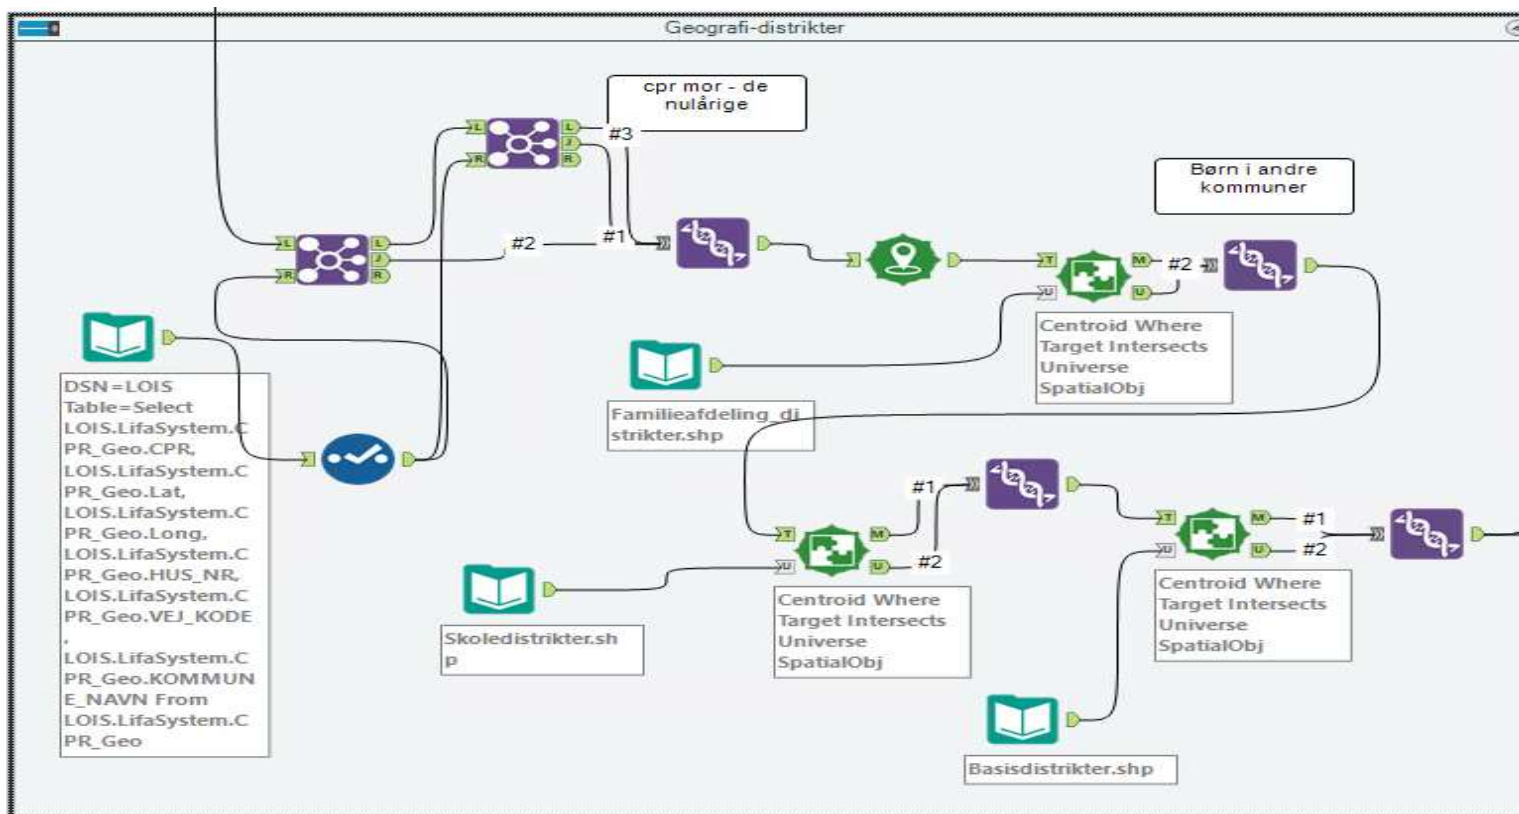 Geografi-distrikter
cpr mor - de
nulårige
L
L
#3
J
R
R
Børn i andre
kommuner
L
L
#2
#1
J
R
R
T
M
#2
U
U
Centroid Where
Target Intersects
Universe
SpatialObj
DSN=LOIS
Table=Select
LOIS.LifaSystem.C
PR_Geo.CPR,
LOIS.LifaSystem.C
PR_Geo.Lat,
LOIS.LifaSystem.C
PR_Geo.Long,
LOIS.LifaSystem.C
PR_Geo.HUS_NR,
LOIS.LifaSystem.C
PR_Geo.VEJ_KODE
,
LOIS.LifaSystem.C
PR_Geo.KOMMUN
E_NAVN From
LOIS.LifaSystem.C
PR_Geo
Familieafdeling_di
strikter.shp
#1
T
M
U
U
#2
Centroid Where
Target Intersects
Universe
SpatialObj
Skoledistrikter.sh
p
T
M
#1
U
U
#2
Centroid Where
Target Intersects
Universe
SpatialObj
Basisdistrikter.shp